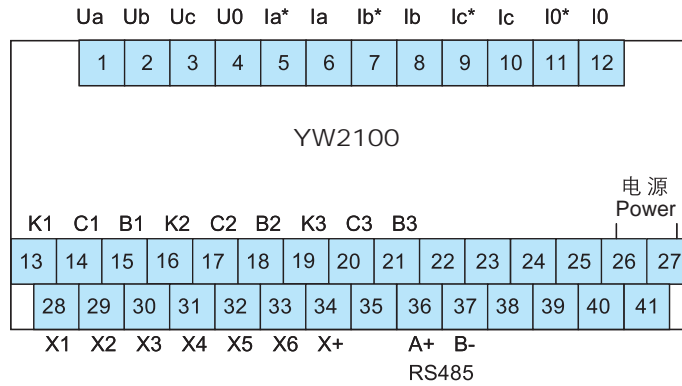 Ua Ub Uc U0 Ia* Ia Ib* Ib Ic* Ic I0* I0
1 2 3 4 5 6 7 8 9 10 11 12
YW2100
电 源
Power
K1 C1 B1 K2 C2 B2 K3 C3 B3
13 14 15 16 17 18 19 20 21 22 23 24 25 26 27
28 29 30 31 32 33 34 35 36 37 38 39 40 41
X1 X2 X3 X4 X5 X6 X+ A+ B-
RS485